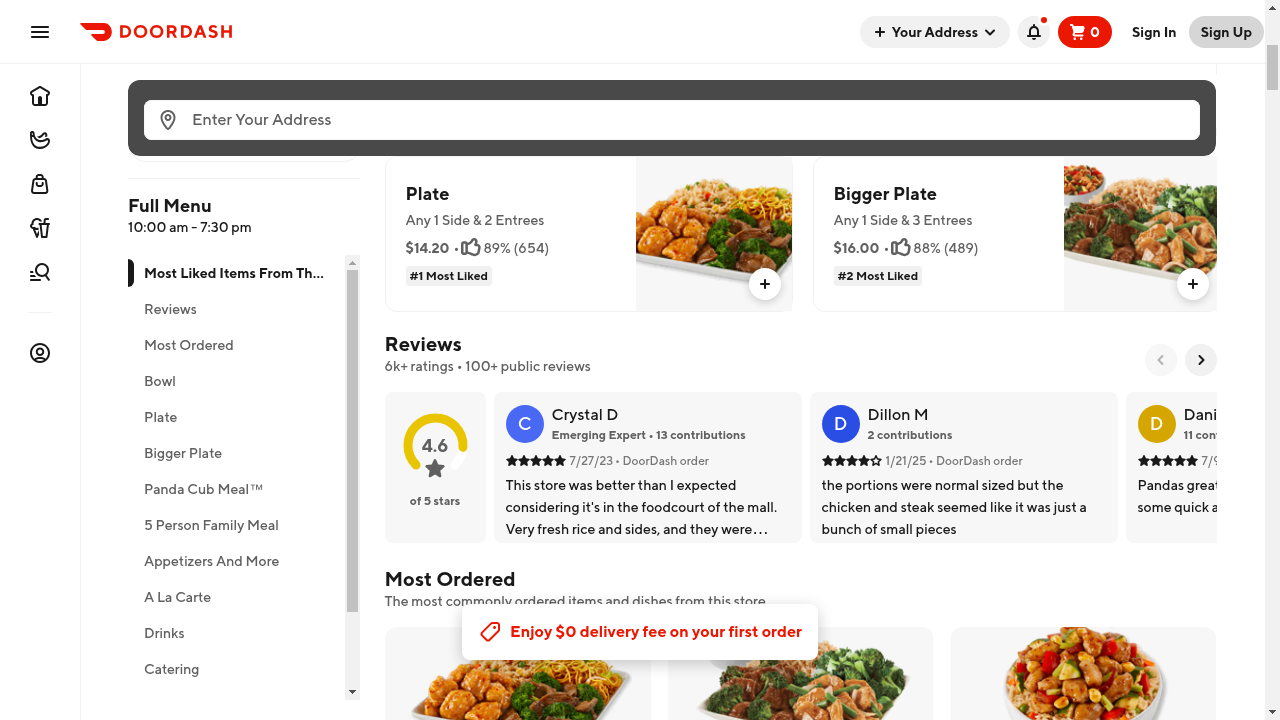 DOORDASH
Your Address
0
Sign In
Sign Up
Enter Your Address
Full Menu
10:00 am - 7:30 pm
Most Liked Items From Th...
Reviews
Most Ordered
Bowl
Plate
Bigger Plate
Panda Cub Meal™
5 Person Family Meal
Appetizers And More
A La Carte
Drinks
Catering
Plate
Any 1 Side & 2 Entrees
$14.20 • 89% (654)
#1 Most Liked
Bigger Plate
Any 1 Side & 3 Entrees
$16.00 • 88% (489)
#2 Most Liked
Reviews
6k+ ratings • 100+ public reviews
4.6
of 5 stars
C
Crystal D
Emerging Expert • 13 contributions
7/27/23 • DoorDash order
This store was better than I expected
considering it's in the foodcourt of the mall.
Very fresh rice and sides, and they were...
D
Dillon M
2 contributions
1/21/25 • DoorDash order
the portions were normal sized but the
chicken and steak seemed like it was just a
bunch of small pieces
D
Dani
11 con
7/9
Pandas great
some quick a
Most Ordered
The most commonly ordered items and dishes from this store
Enjoy $0 delivery fee on your first order